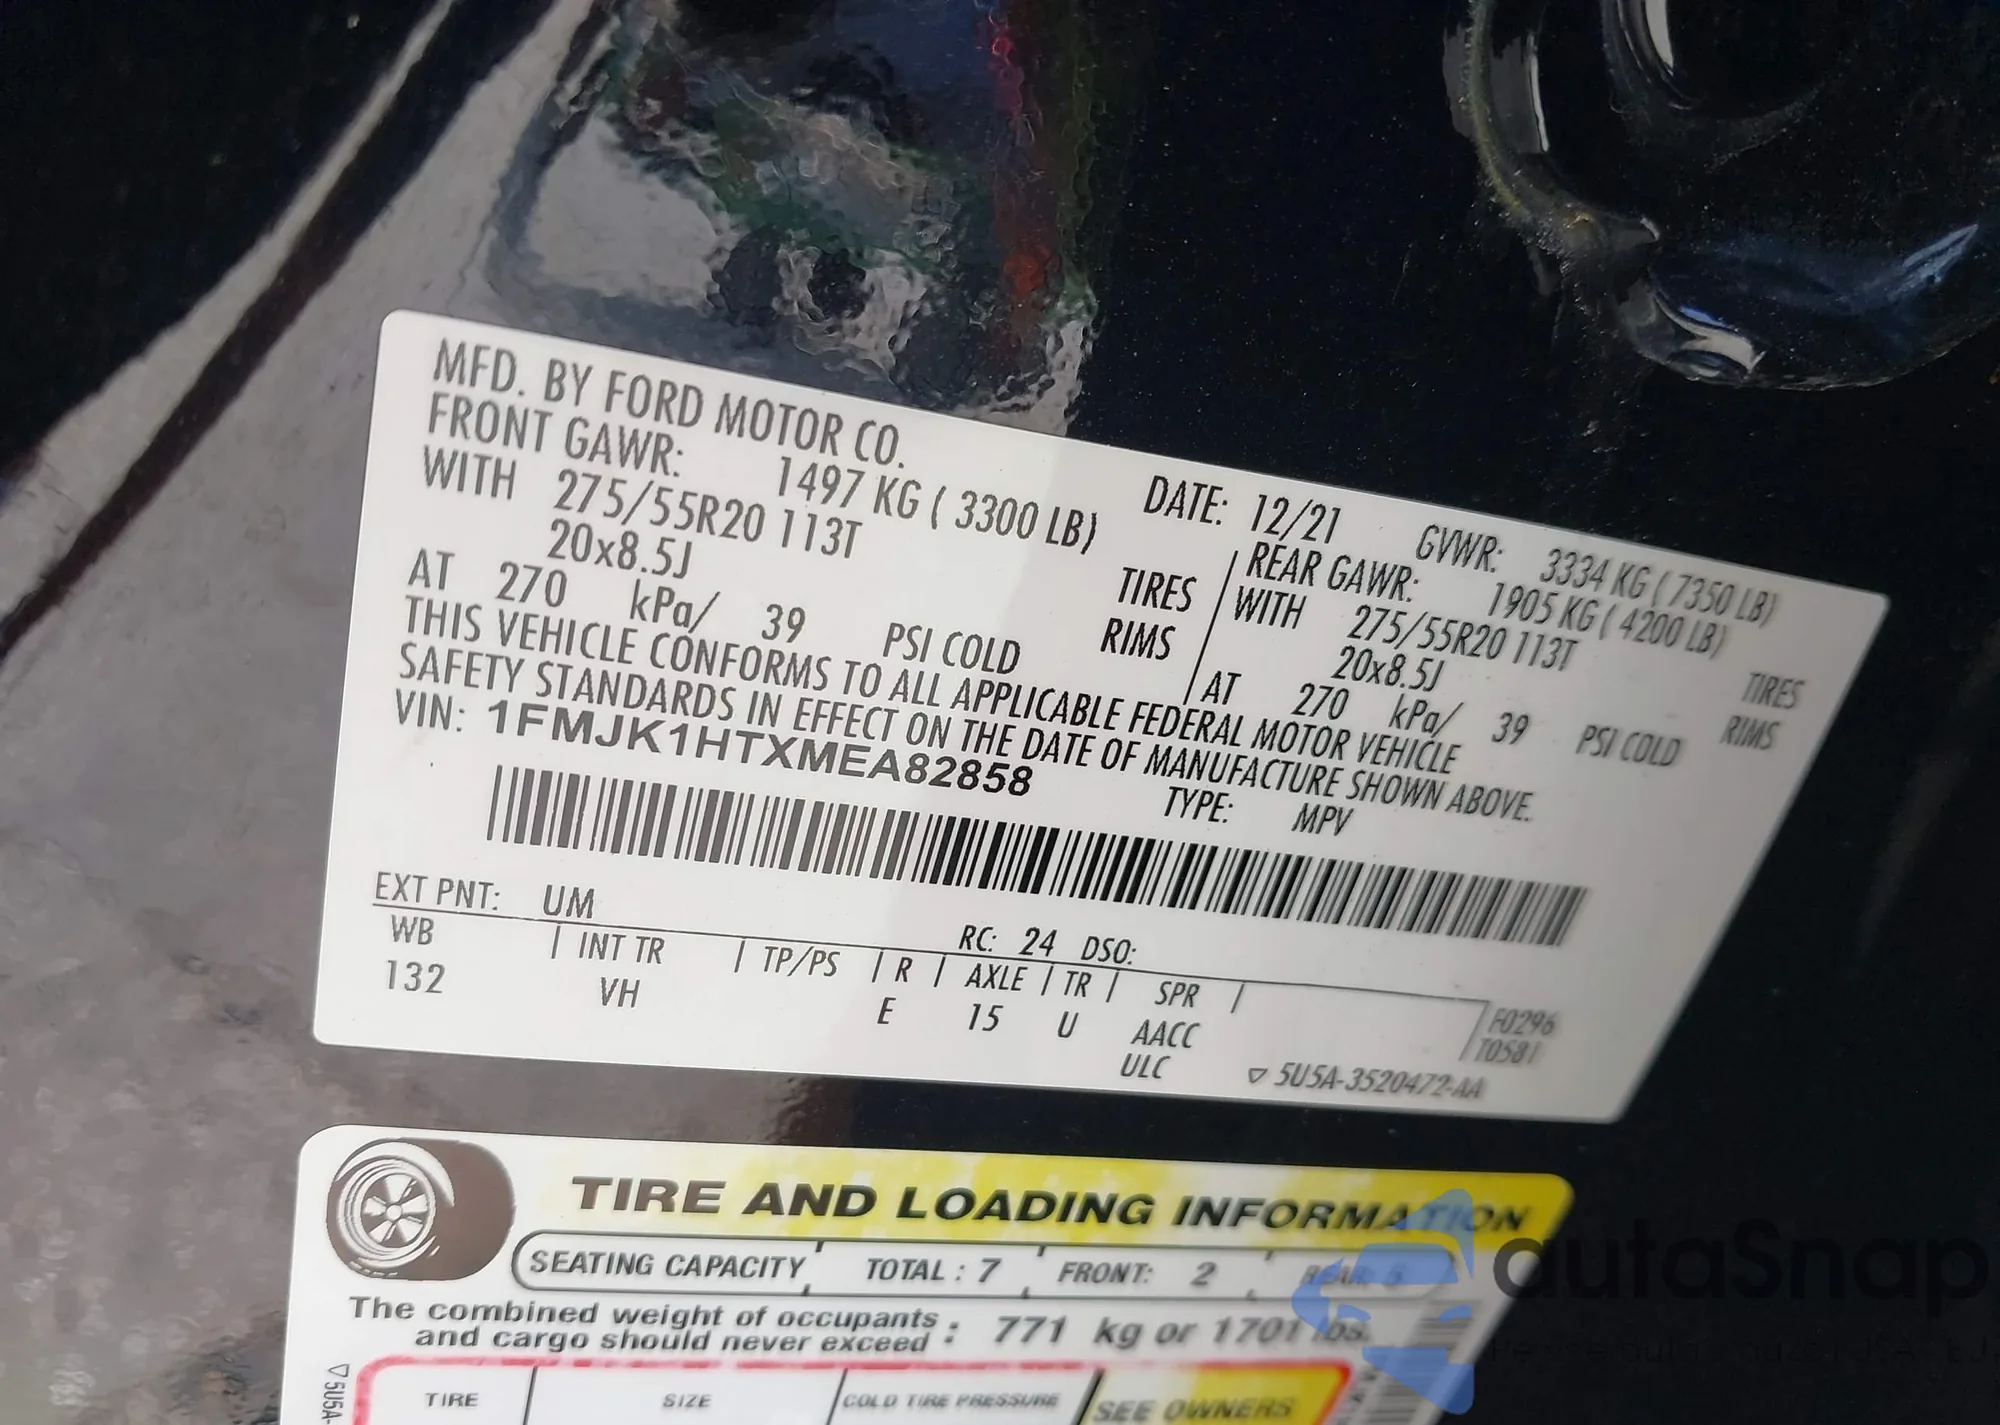 MFD. BY FORD MOTOR CO.
DATE: 12/21 GVWR: 3334 KG ( 7350 LB)
FRONT GAWR: 1497 KG ( 3300 LB)
WITH 275/55R20 113T TIRES
20x8.5J RIMS
AT 270 kPa/ 39 PSI COLD
REAR GAWR: 1905 KG ( 4200 LB)
WITH 275/55R20 113T TIRES
20x8.5J RIMS
AT 270 kPa/ 39 PSI COLD
THIS VEHICLE CONFORMS TO ALL APPLICABLE FEDERAL MOTOR VEHICLE
SAFETY STANDARDS IN EFFECT ON THE DATE OF MANUFACTURE SHOWN ABOVE.
VIN: 1FMJK1HTXMEA82858
TYPE: MPV
EXT PNT: UM RC: 24 DSO:
WB | INT TR | TP/PS | R | AXLE | TR | SPR |
132 VH E 15 U AACC
ULC
F0296
T0581
▽ 5U5A-3520472-AA
TIRE AND LOADING INFORMATION
SEATING CAPACITY TOTAL : 7 FRONT: 2 REAR: 5
The combined weight of occupants
and cargo should never exceed : 771 kg or 1701 lbs.
TIRE SIZE COLD TIRE PRESSURE SEE OWNERS
▽ 5U5A-
autaSnap